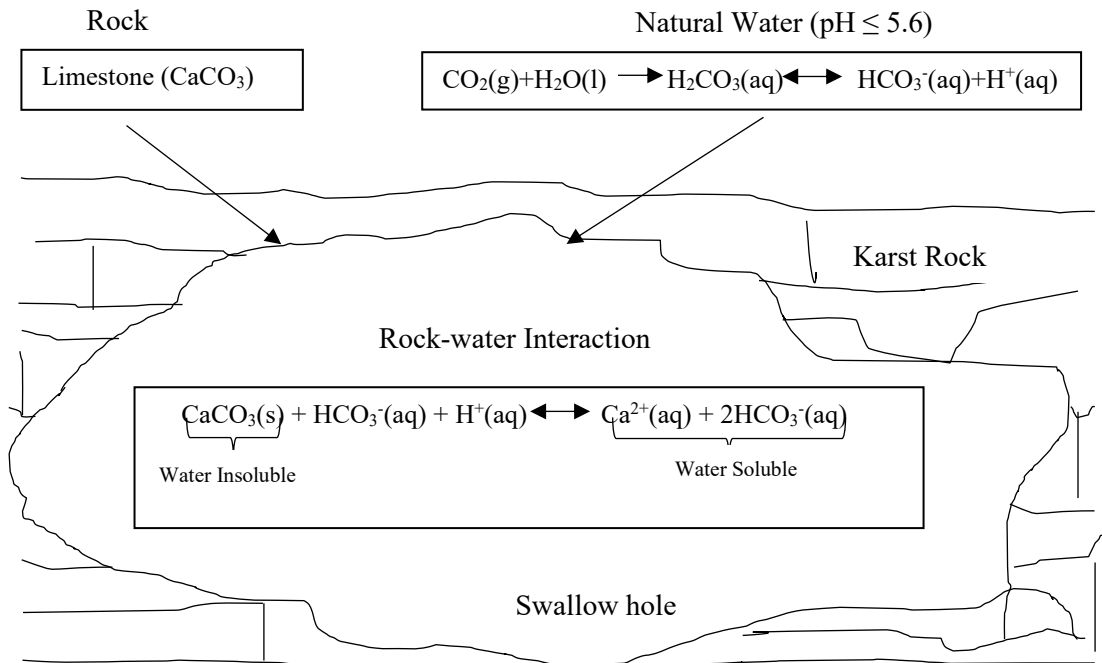 Rock
Natural Water (pH ≤ 5.6)
Limestone (CaCO₃)
CO₂(g)+H₂O(l) → H₂CO₃(aq) ↔ HCO₃⁻(aq)+H⁺(aq)
Karst Rock
Rock-water Interaction
CaCO₃(s) + HCO₃⁻(aq) + H⁺(aq) ↔ Ca²⁺(aq) + 2HCO₃⁻(aq)
Water Insoluble
Water Soluble
Swallow hole